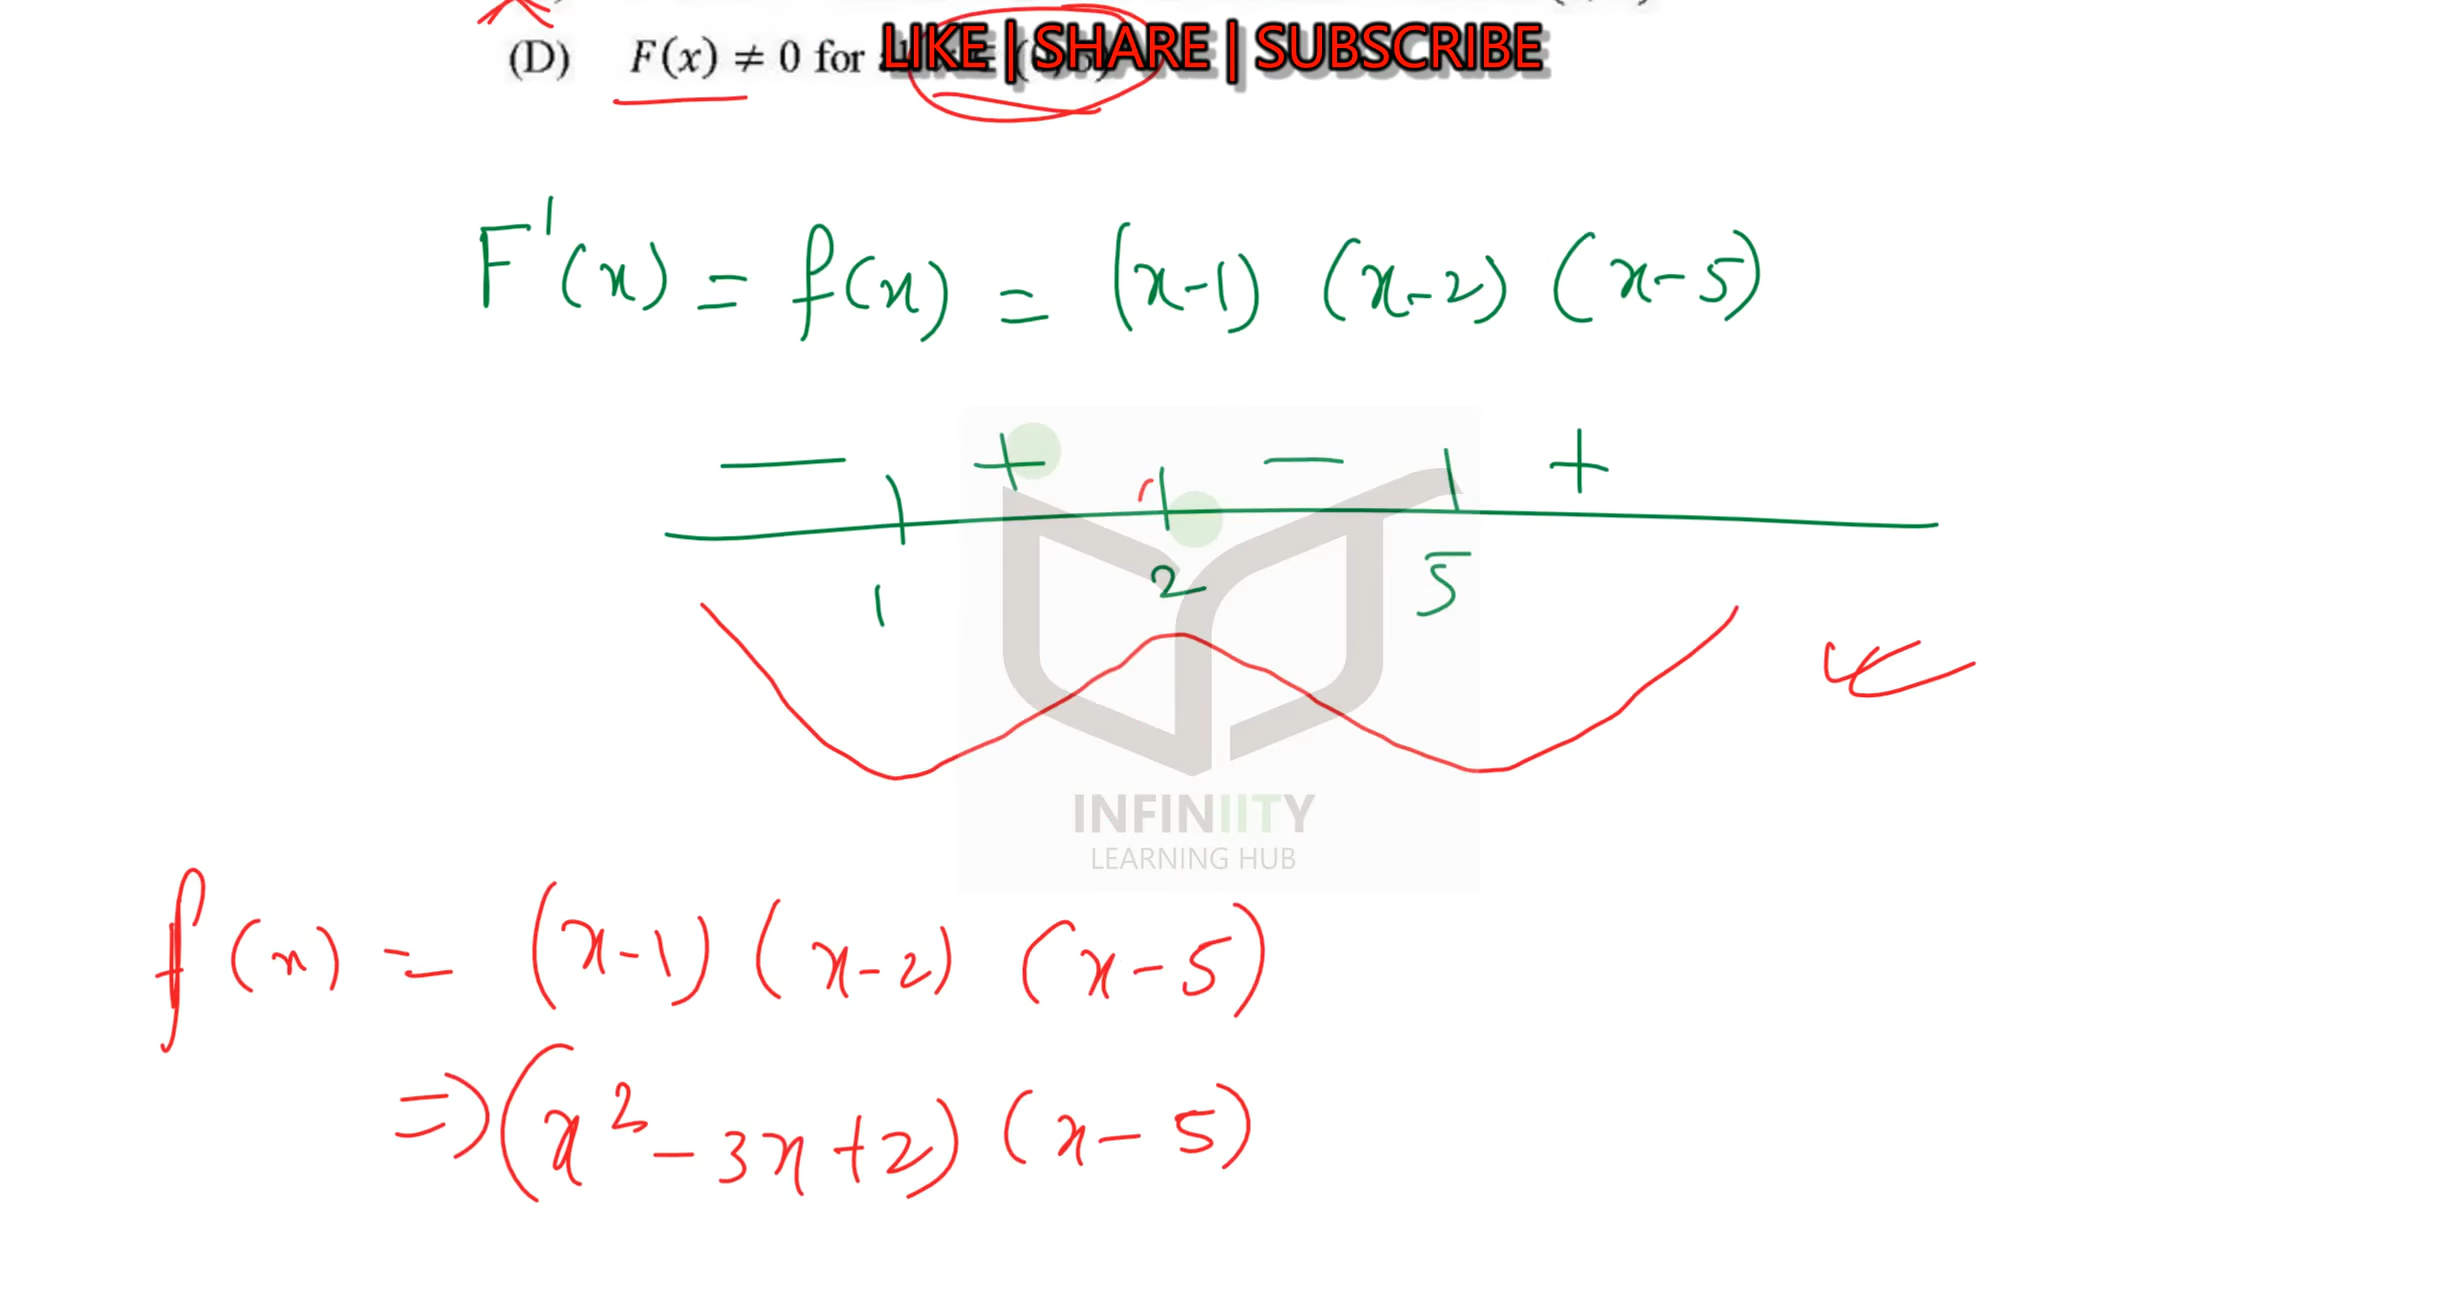 (D) F(x) ≠ 0 for LIKE | SHARE | SUBSCRIBE
F'(x) = f(x) = (x-1) (x-2) (x-5)
— + — +
1 2 5
INFINIITY
LEARNING HUB
f(x) = (x-1) (x-2) (x-5)
=> (x² - 3x + 2) (x - 5)